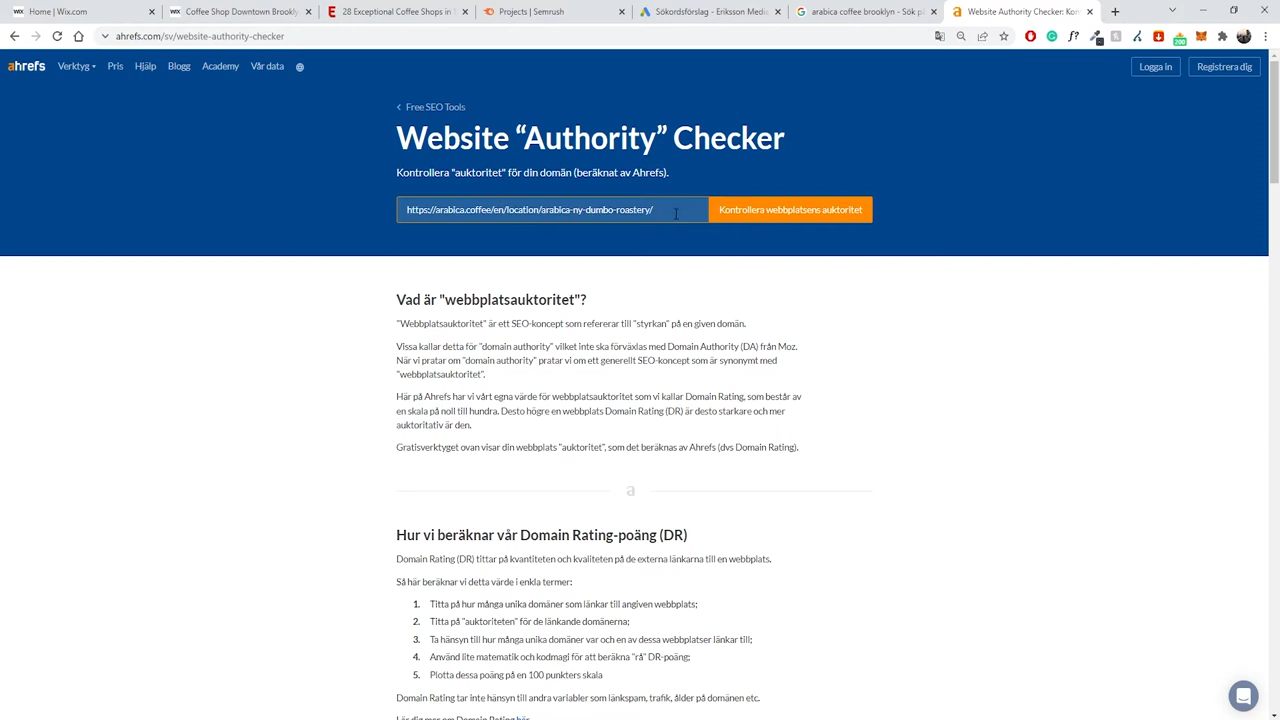 Home | Wix.com
Coffee Shop Downtown Brookly
28 Exceptional Coffee Shops in
Projects | Semrush
Sökordsförslag - Eriksson Medi
arabica coffee brooklyn - Sök p
Website Authority Checker: Kon
ahrefs.com/sv/website-authority-checker
200
ahrefs
Verktyg
Pris
Hjälp
Blogg
Academy
Vår data
Logga in
Registrera dig
Free SEO Tools
Website “Authority” Checker
Kontrollera "auktoritet" för din domän (beräknat av Ahrefs).
https://arabica.coffee/en/location/arabica-ny-dumbo-roastery/
Kontrollera webbplatsens auktoritet
Vad är "webbplatsauktoritet"?
"Webbplatsauktoritet" är ett SEO-koncept som refererar till "styrkan" på en given domän.
Vissa kallar detta för "domain authority" vilket inte ska förväxlas med Domain Authority (DA) från Moz.
När vi pratar om "domain authority" pratar vi om ett generellt SEO-koncept som är synonymt med
"webbplatsauktoritet".
Här på Ahrefs har vi vårt egna värde för webbplatsauktoritet som vi kallar Domain Rating, som består av
en skala på noll till hundra. Desto högre en webbplats Domain Rating (DR) är desto starkare och mer
auktoritativ är den.
Gratisverktyget ovan visar din webbplats "auktoritet", som det beräknas av Ahrefs (dvs Domain Rating).
a
Hur vi beräknar vår Domain Rating-poäng (DR)
Domain Rating (DR) tittar på kvantiteten och kvaliteten på de externa länkarna till en webbplats.
Så här beräknar vi detta värde i enkla termer:
1. Titta på hur många unika domäner som länkar till angiven webbplats;
2. Titta på "auktoriteten" för de länkande domänerna;
3. Ta hänsyn till hur många unika domäner var och en av dessa webbplatser länkar till;
4. Använd lite matematik och kodmagi för att beräkna "rå" DR-poäng;
5. Plotta dessa poäng på en 100 punkters skala
Domain Rating tar inte hänsyn till andra variabler som länkspam, trafik, ålder på domänen etc.
Lär dig mer om Domain Rating här.